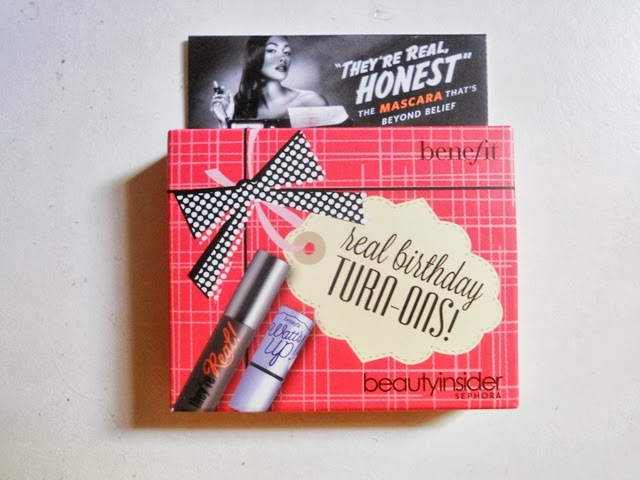 "THEY'RE REAL,
HONEST"
THE MASCARA THAT'S
BEYOND BELIEF
benefit
real birthday
TURN-ONS!
they're Real!
benefit
Watt's
Up!
beautyinsider
SEPHORA